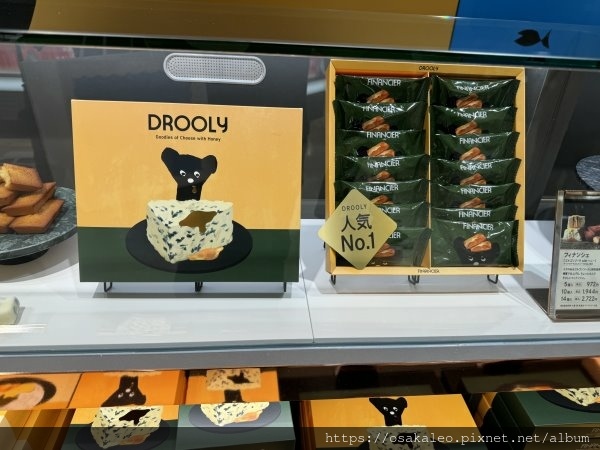 DROOLY
Goodies of Cheese with Honey
DROOLY
FINANCIER
FINANCIER
FINANCIER
FINANCIER
FINANCIER
FINANCIER
FINANCIER
FINANCIER
FINANCIER
FINANCIER
FINANCIER
FINANCIER
DROOLY
人気
No.1
FINANCIER
フィナンシェ
5個入 972円
10個入 1,944円
14個入 2,722円
https://osakaleo.pixnet.net/album